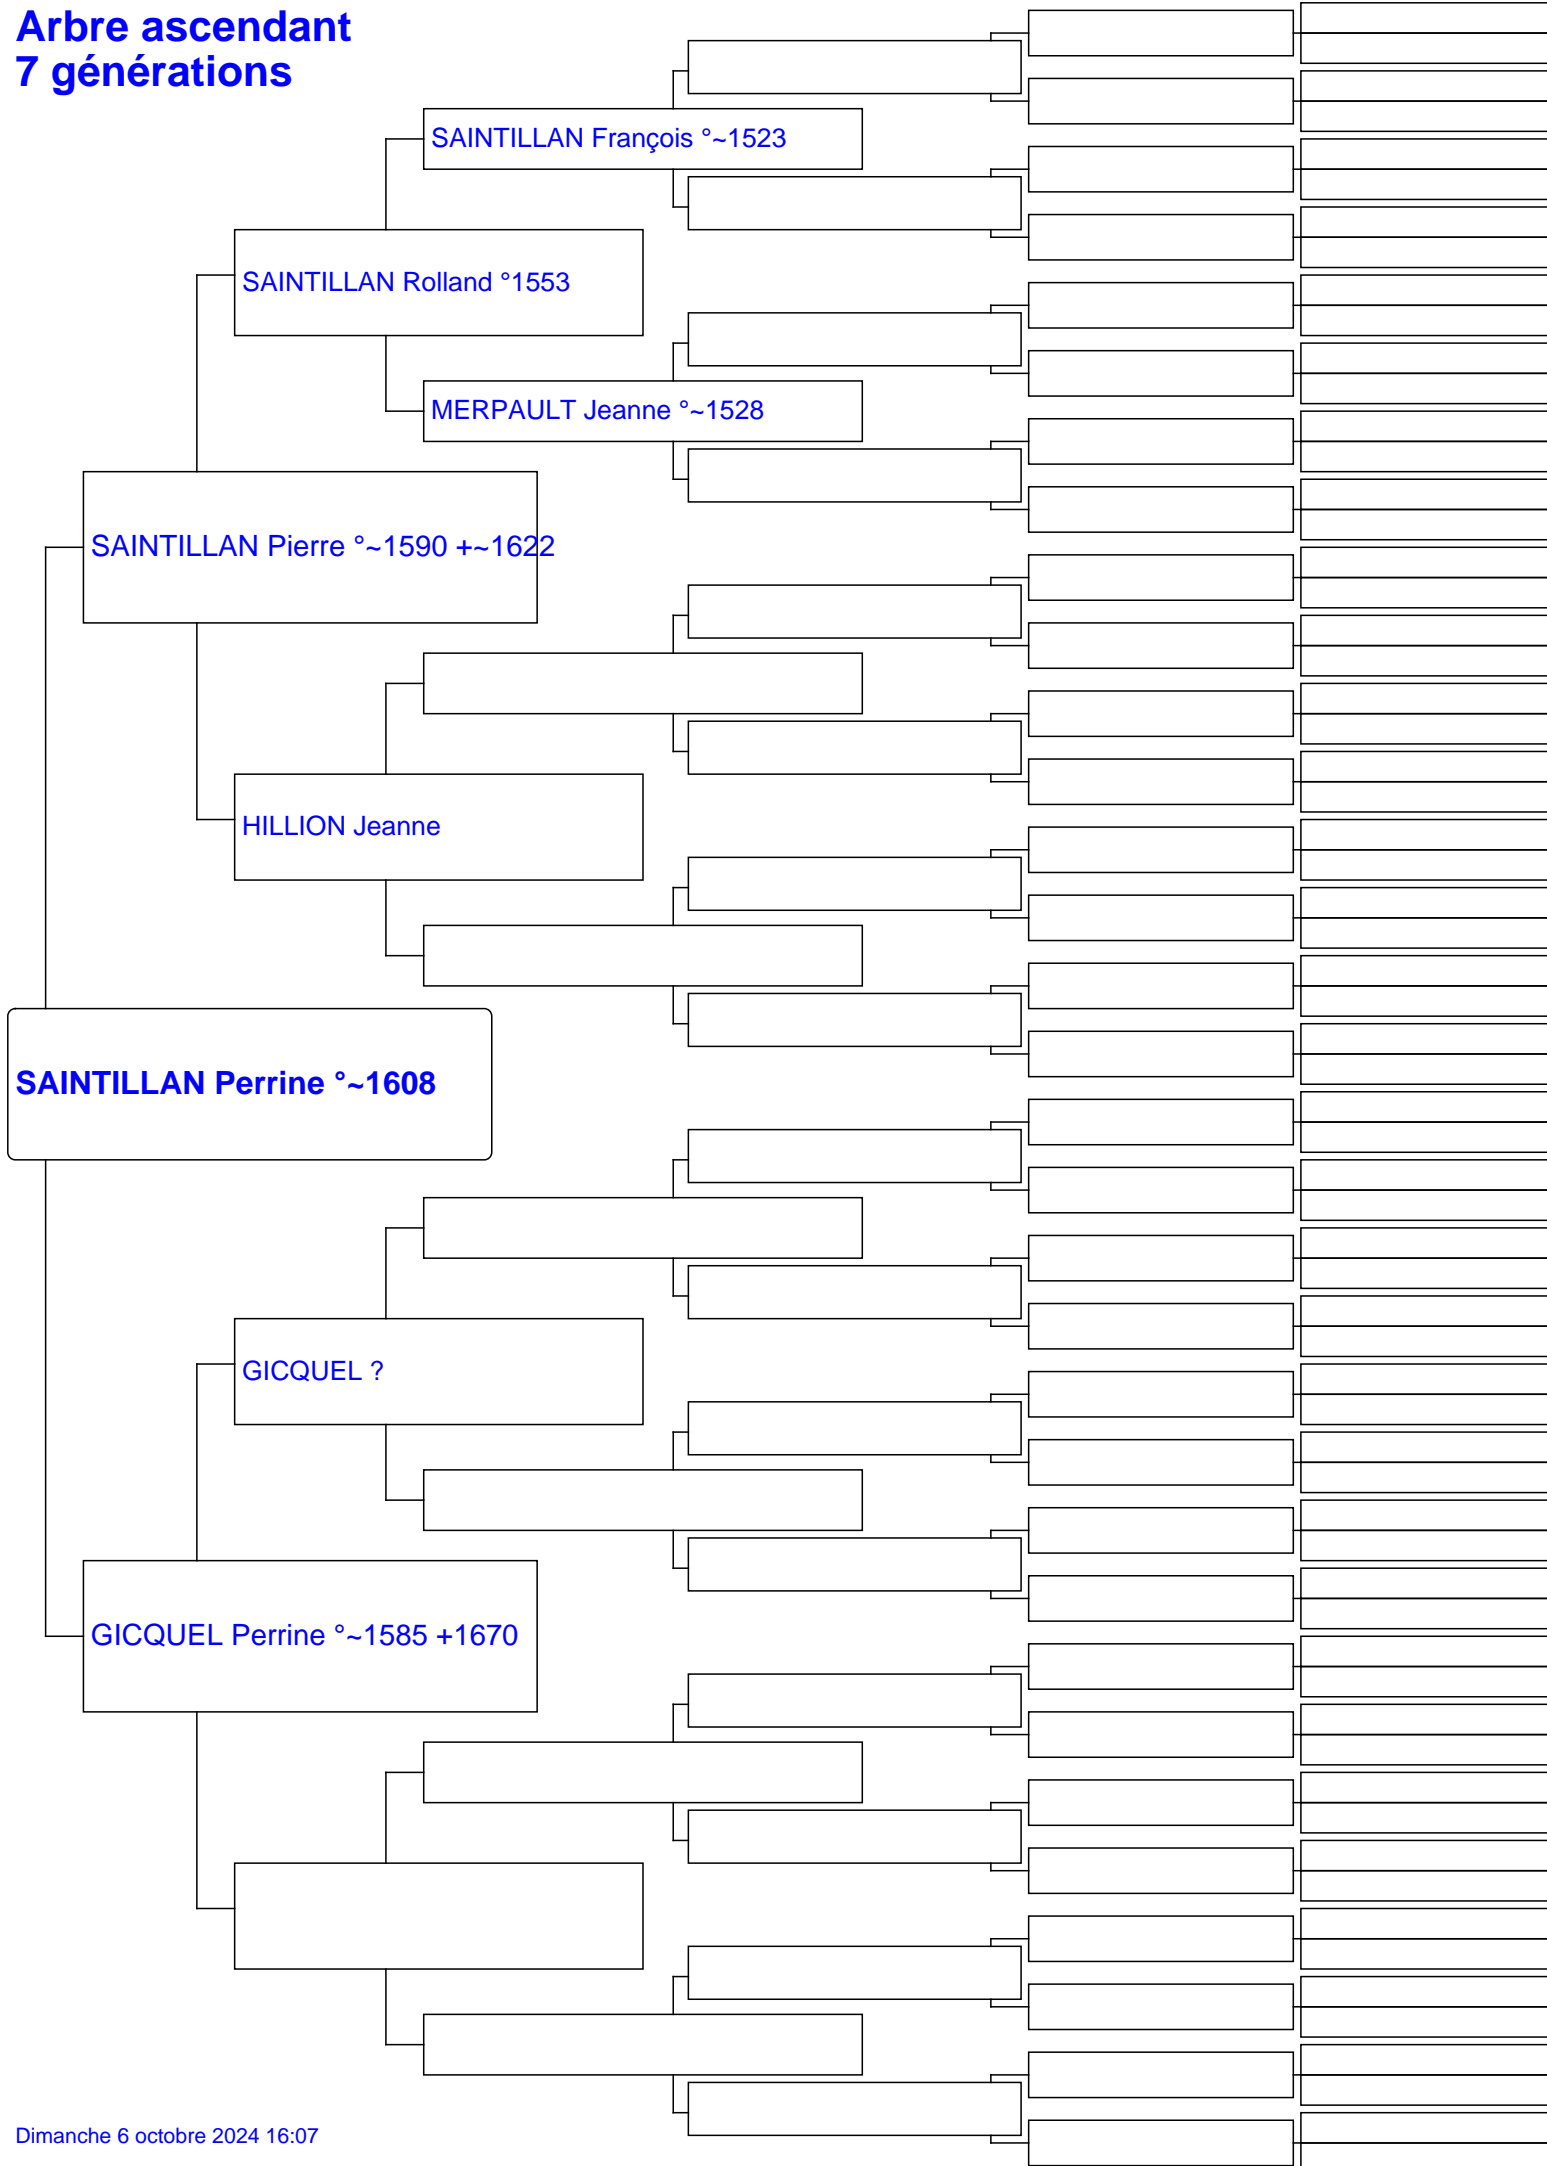 Arbre ascendant
7 générations
SAINTILLAN François °~1523
SAINTILLAN Rolland °1553
MERPAULT Jeanne °~1528
SAINTILLAN Pierre °~1590 +~1622
HILLION Jeanne
SAINTILLAN Perrine °~1608
GICQUEL ?
GICQUEL Perrine °~1585 +1670
Dimanche 6 octobre 2024 16:07